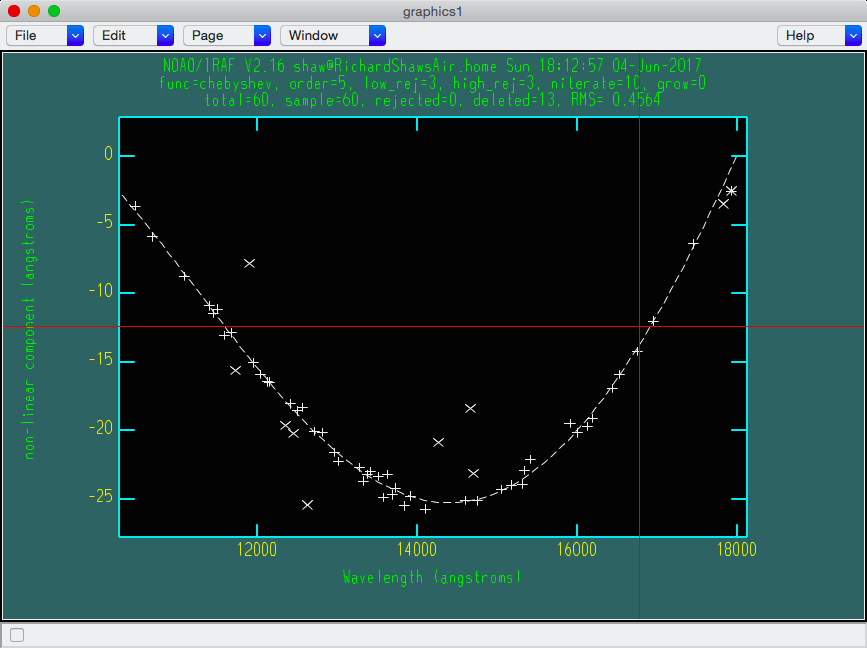 graphics1
File Edit Page Window Help
NOAO/IRAF V2.16 shaw@RichardShawsAir.home Sun 18:12:57 04-Jun-2017
func=chebyshev, order=5, low_rej=3, high_rej=3, niterate=10, grow=0
total=60, sample=60, rejected=0, deleted=13, RMS= 0.4564
0
-5
-10
-15
-20
-25
non-linear component (angstroms)
12000 14000 16000 18000
Wavelength (angstroms)